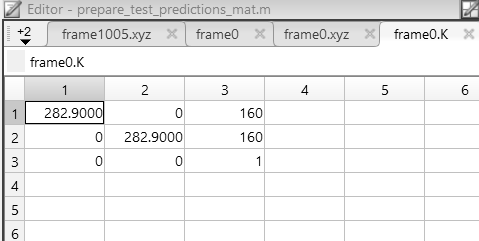 Editor - prepare_test_predictions_mat.m
+2 frame1005.xyz frame0 frame0.xyz frame0.K
frame0.K
1 2 3 4 5 6
1 282.9000 0 160
2 0 282.9000 160
3 0 0 1
4
5
6